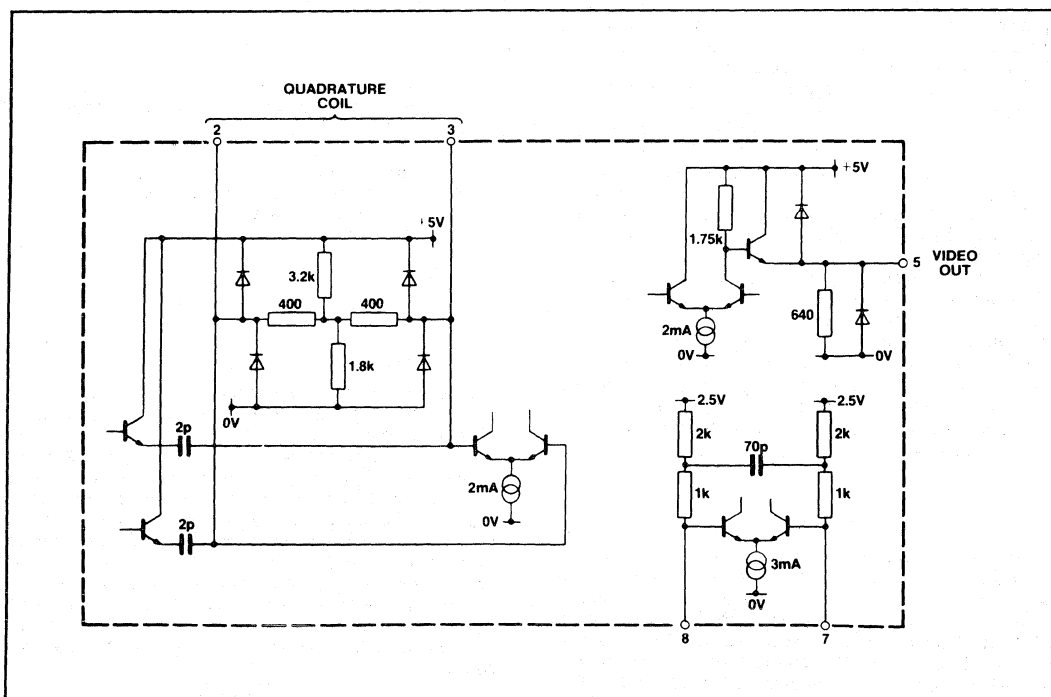 QUADRATURE
COIL
2
3
+5V
3.2k
400
400
1.8k
0V
2p
2p
2mA
0V
+5V
1.75k
5
VIDEO
OUT
640
2mA
0V
0V
2.5V
2.5V
2k
2k
70p
1k
1k
3mA
0V
8
7